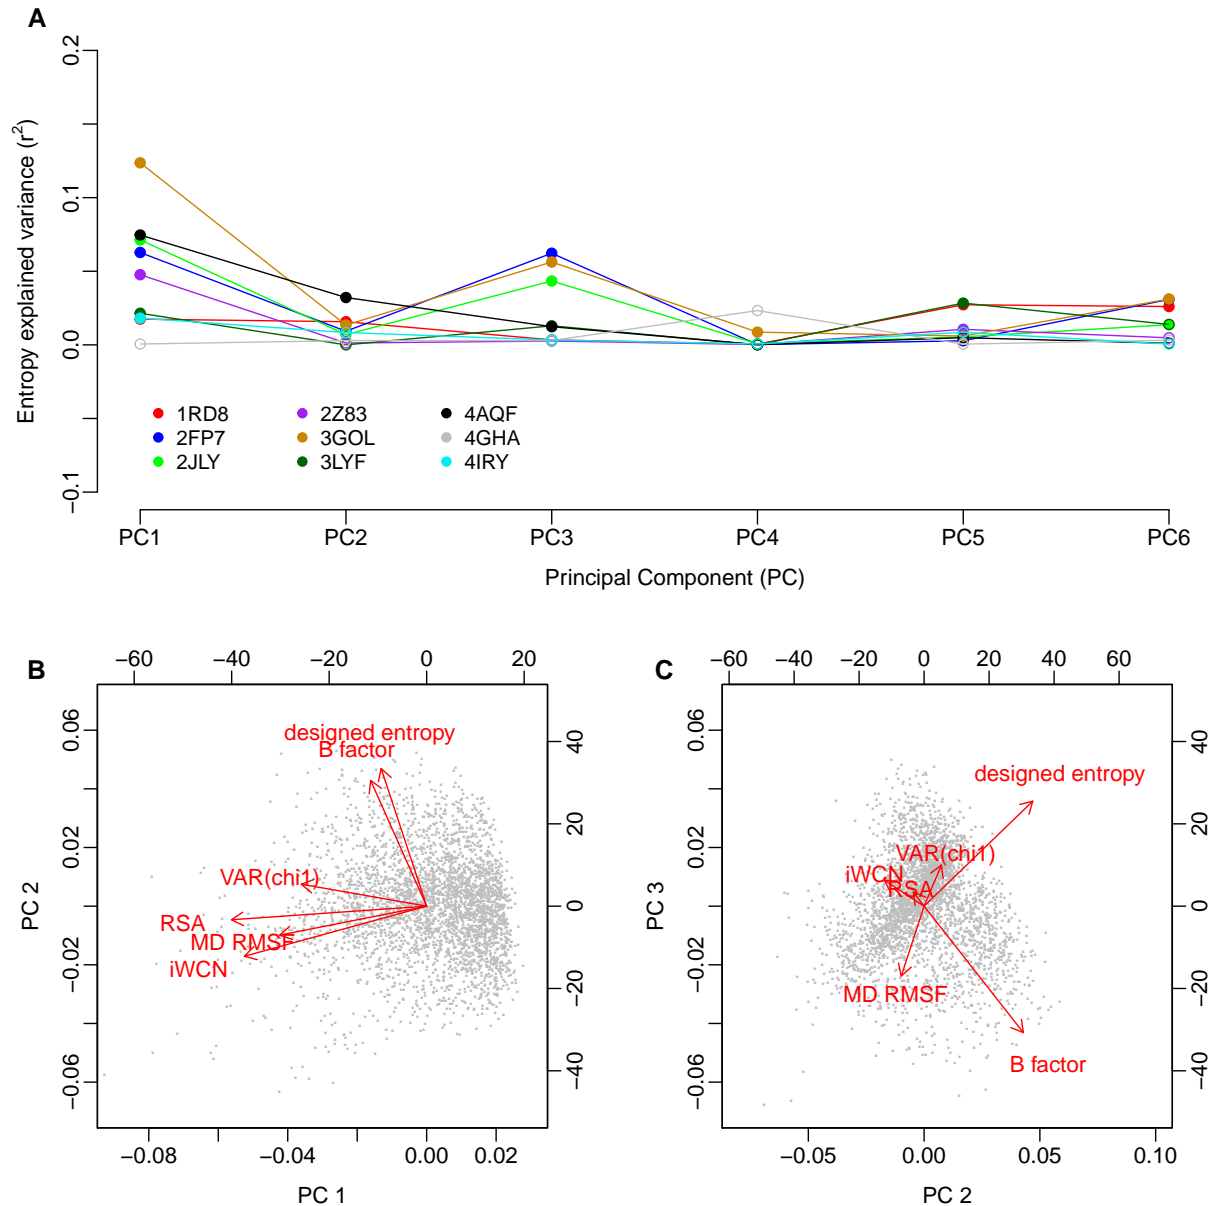 A
0.2
0.1
0.0
−0.1
Entropy explained variance (r2)
1RD8 2Z83 4AQF
2FP7 3GOL 4GHA
2JLY 3LYF 4IRY
PC1 PC2 PC3 PC4 PC5 PC6
Principal Component (PC)
B
−60 −40 −20 0 20
0.06
0.02
−0.02
−0.06
PC 2
40
20
0
−20
−40
designed entropy
B factor
VAR(chi1)
RSA
MD RMSF
iWCN
−0.08 −0.04 0.00 0.02
PC 1
C
−60 −40 −20 0 20 40 60
0.06
0.02
−0.02
−0.06
PC 3
40
20
0
−20
−40
designed entropy
VAR(chi1)
iWCN
RSA
MD RMSF
B factor
−0.05 0.00 0.05 0.10
PC 2